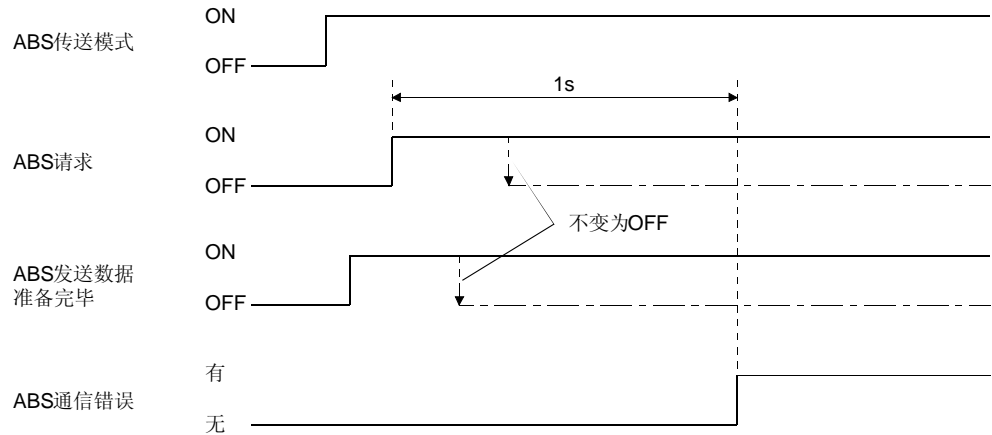 ON
ABS传送模式
OFF
1s
ON
ABS请求
OFF
不变为OFF
ON
ABS发送数据
准备完毕
OFF
有
ABS通信错误
无